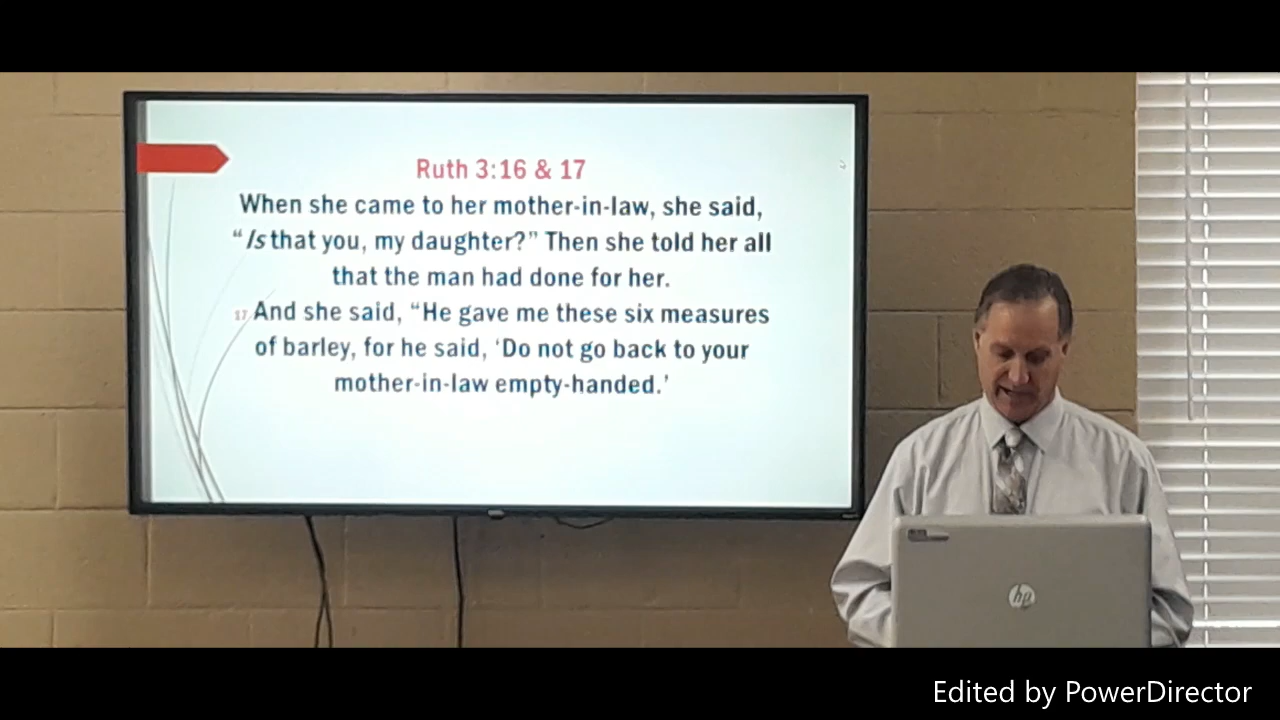 Ruth 3:16 & 17
When she came to her mother-in-law, she said,
“Is that you, my daughter?” Then she told her all
that the man had done for her.
17 And she said, “He gave me these six measures
of barley, for he said, ‘Do not go back to your
mother-in-law empty-handed.’
hp
Edited by PowerDirector